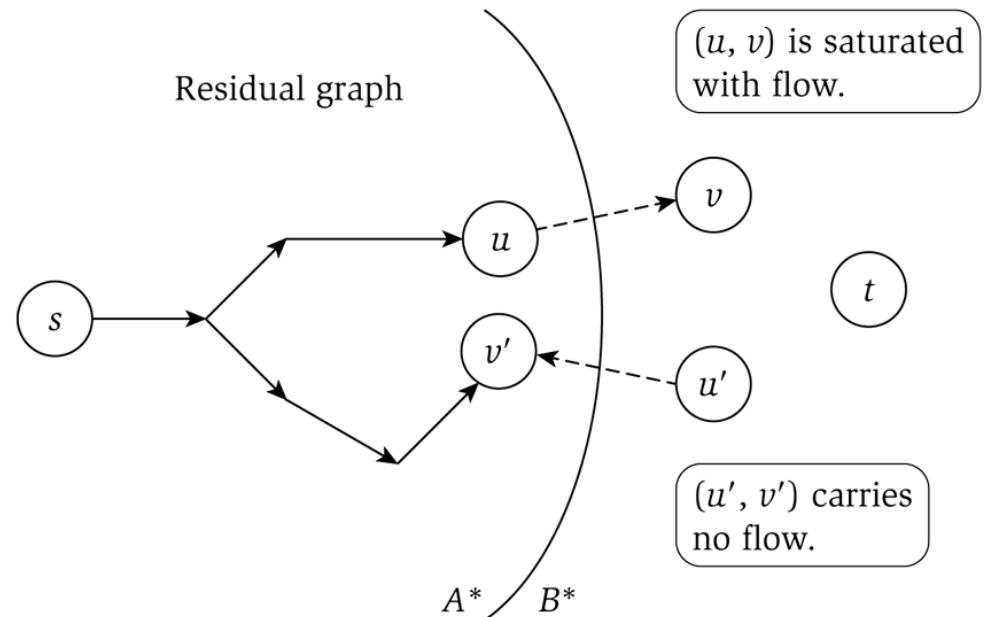 (u, v) is saturated
with flow.
Residual graph
v
u
t
s
v′
u′
(u′, v′) carries
no flow.
A* B*